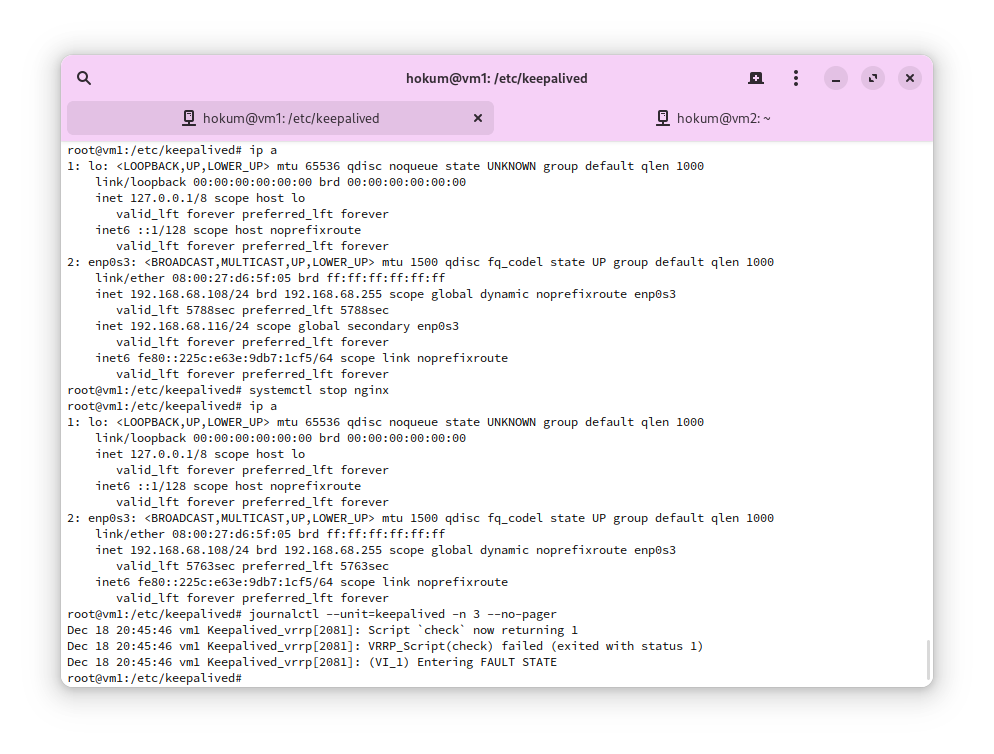 hokum@vm1: /etc/keepalived
hokum@vm1: /etc/keepalived
hokum@vm2: ~
root@vm1:/etc/keepalived# ip a
1: lo: <LOOPBACK,UP,LOWER_UP> mtu 65536 qdisc noqueue state UNKNOWN group default qlen 1000
    link/loopback 00:00:00:00:00:00 brd 00:00:00:00:00:00
    inet 127.0.0.1/8 scope host lo
       valid_lft forever preferred_lft forever
    inet6 ::1/128 scope host noprefixroute
       valid_lft forever preferred_lft forever
2: enp0s3: <BROADCAST,MULTICAST,UP,LOWER_UP> mtu 1500 qdisc fq_codel state UP group default qlen 1000
    link/ether 08:00:27:d6:5f:05 brd ff:ff:ff:ff:ff:ff
    inet 192.168.68.108/24 brd 192.168.68.255 scope global dynamic noprefixroute enp0s3
       valid_lft 5788sec preferred_lft 5788sec
    inet 192.168.68.116/24 scope global secondary enp0s3
       valid_lft forever preferred_lft forever
    inet6 fe80::225c:e63e:9db7:1cf5/64 scope link noprefixroute
       valid_lft forever preferred_lft forever
root@vm1:/etc/keepalived# systemctl stop nginx
root@vm1:/etc/keepalived# ip a
1: lo: <LOOPBACK,UP,LOWER_UP> mtu 65536 qdisc noqueue state UNKNOWN group default qlen 1000
    link/loopback 00:00:00:00:00:00 brd 00:00:00:00:00:00
    inet 127.0.0.1/8 scope host lo
       valid_lft forever preferred_lft forever
    inet6 ::1/128 scope host noprefixroute
       valid_lft forever preferred_lft forever
2: enp0s3: <BROADCAST,MULTICAST,UP,LOWER_UP> mtu 1500 qdisc fq_codel state UP group default qlen 1000
    link/ether 08:00:27:d6:5f:05 brd ff:ff:ff:ff:ff:ff
    inet 192.168.68.108/24 brd 192.168.68.255 scope global dynamic noprefixroute enp0s3
       valid_lft 5763sec preferred_lft 5763sec
    inet6 fe80::225c:e63e:9db7:1cf5/64 scope link noprefixroute
       valid_lft forever preferred_lft forever
root@vm1:/etc/keepalived# journalctl --unit=keepalived -n 3 --no-pager
Dec 18 20:45:46 vm1 Keepalived_vrrp[2081]: Script `check` now returning 1
Dec 18 20:45:46 vm1 Keepalived_vrrp[2081]: VRRP_Script(check) failed (exited with status 1)
Dec 18 20:45:46 vm1 Keepalived_vrrp[2081]: (VI_1) Entering FAULT STATE
root@vm1:/etc/keepalived#